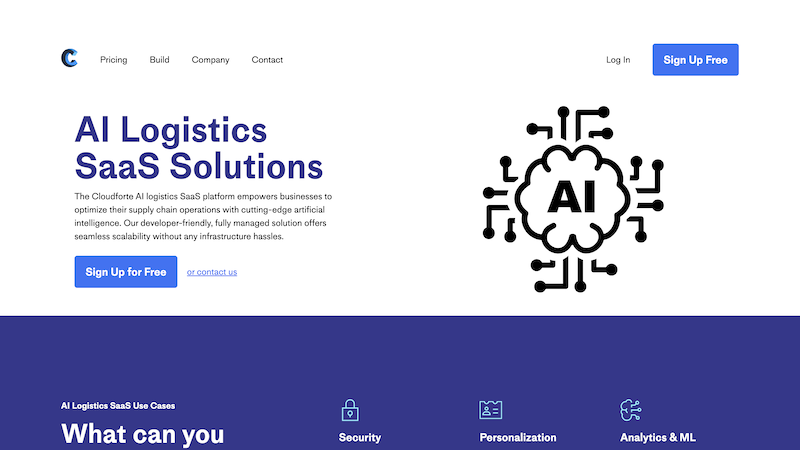 Pricing Build Company Contact Log In Sign Up Free
AI Logistics
SaaS Solutions
The Cloudforte AI logistics SaaS platform empowers businesses to
optimize their supply chain operations with cutting-edge artificial
intelligence. Our developer-friendly, fully managed solution offers
seamless scalability without any infrastructure hassles.
Sign Up for Free or contact us
AI
AI Logistics SaaS Use Cases
What can you
Security Personalization Analytics & ML